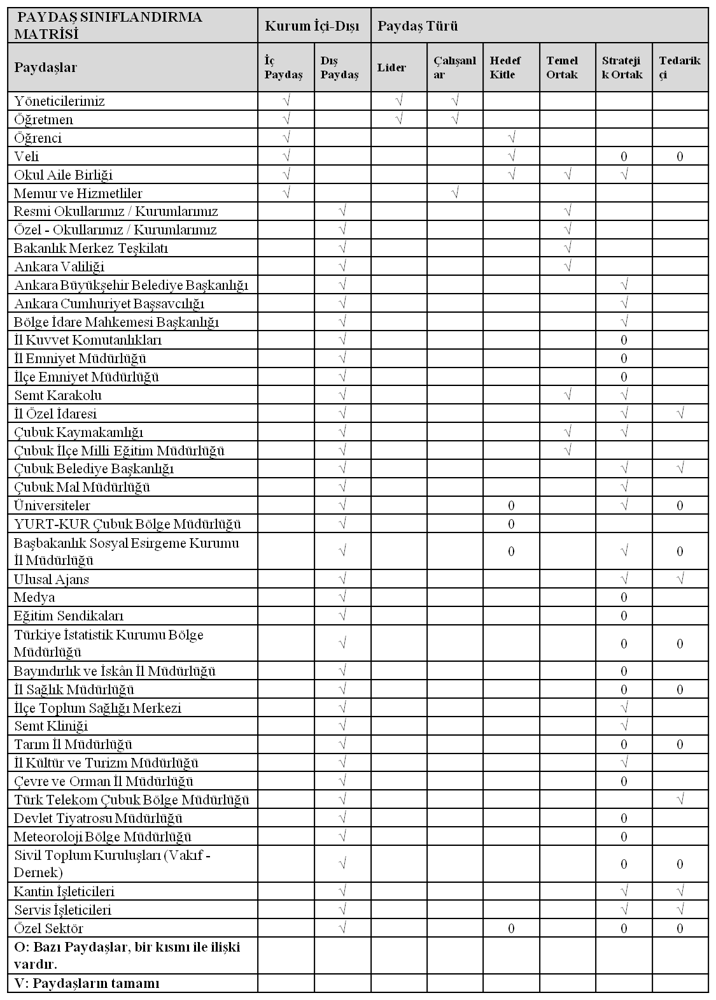 PAYDAŞ SINIFLANDIRMA MATRİSİ Kurum İçi-Dışı Paydaş Türü
Paydaşlar İç Paydaş Dış Paydaş Lider Çalışanlar Hedef Kitle Temel Ortak Stratejik Ortak Tedarikçi
Yöneticilerimiz √ √ √
Öğretmen √ √ √
Öğrenci √ √
Veli √ √ 0 0
Okul Aile Birliği √ √ √ √
Memur ve Hizmetliler √ √
Resmi Okullarımız / Kurumlarımız √ √
Özel - Okullarımız / Kurumlarımız √ √
Bakanlık Merkez Teşkilatı √ √
Ankara Valiliği √ √
Ankara Büyükşehir Belediye Başkanlığı √ √
Ankara Cumhuriyet Başsavcılığı √ √
Bölge İdare Mahkemesi Başkanlığı √ √
İl Kuvvet Komutanlıkları √ 0
İl Emniyet Müdürlüğü √ 0
İlçe Emniyet Müdürlüğü √ 0
Semt Karakolu √ √ √
İl Özel İdaresi √ √ √
Çubuk Kaymakamlığı √ √ √
Çubuk İlçe Milli Eğitim Müdürlüğü √ √
Çubuk Belediye Başkanlığı √ √ √
Çubuk Mal Müdürlüğü √ √
Üniversiteler √ 0 √ 0
YURT-KUR Çubuk Bölge Müdürlüğü √ 0
Başbakanlık Sosyal Esirgeme Kurumu
İl Müdürlüğü √ 0 √ 0
Ulusal Ajans √ √ √
Medya √ 0
Eğitim Sendikaları √ 0
Türkiye İstatistik Kurumu Bölge
Müdürlüğü √ 0 0
Bayındırlık ve İskân İl Müdürlüğü √ 0
İl Sağlık Müdürlüğü √ 0 0
İlçe Toplum Sağlığı Merkezi √ √
Semt Kliniği √ √
Tarım İl Müdürlüğü √ 0 0
İl Kültür ve Turizm Müdürlüğü √ √
Çevre ve Orman İl Müdürlüğü √ 0
Türk Telekom Çubuk Bölge Müdürlüğü √ √
Devlet Tiyatrosu Müdürlüğü √ 0
Meteoroloji Bölge Müdürlüğü √ 0
Sivil Toplum Kuruluşları (Vakıf -
Dernek) √ 0 0
Kantin İşleticileri √ √ √
Servis İşleticileri √ √ √
Özel Sektör √ 0 0 0
O: Bazı Paydaşlar, bir kısmı ile ilişki
vardır.
V: Paydaşların tamamı